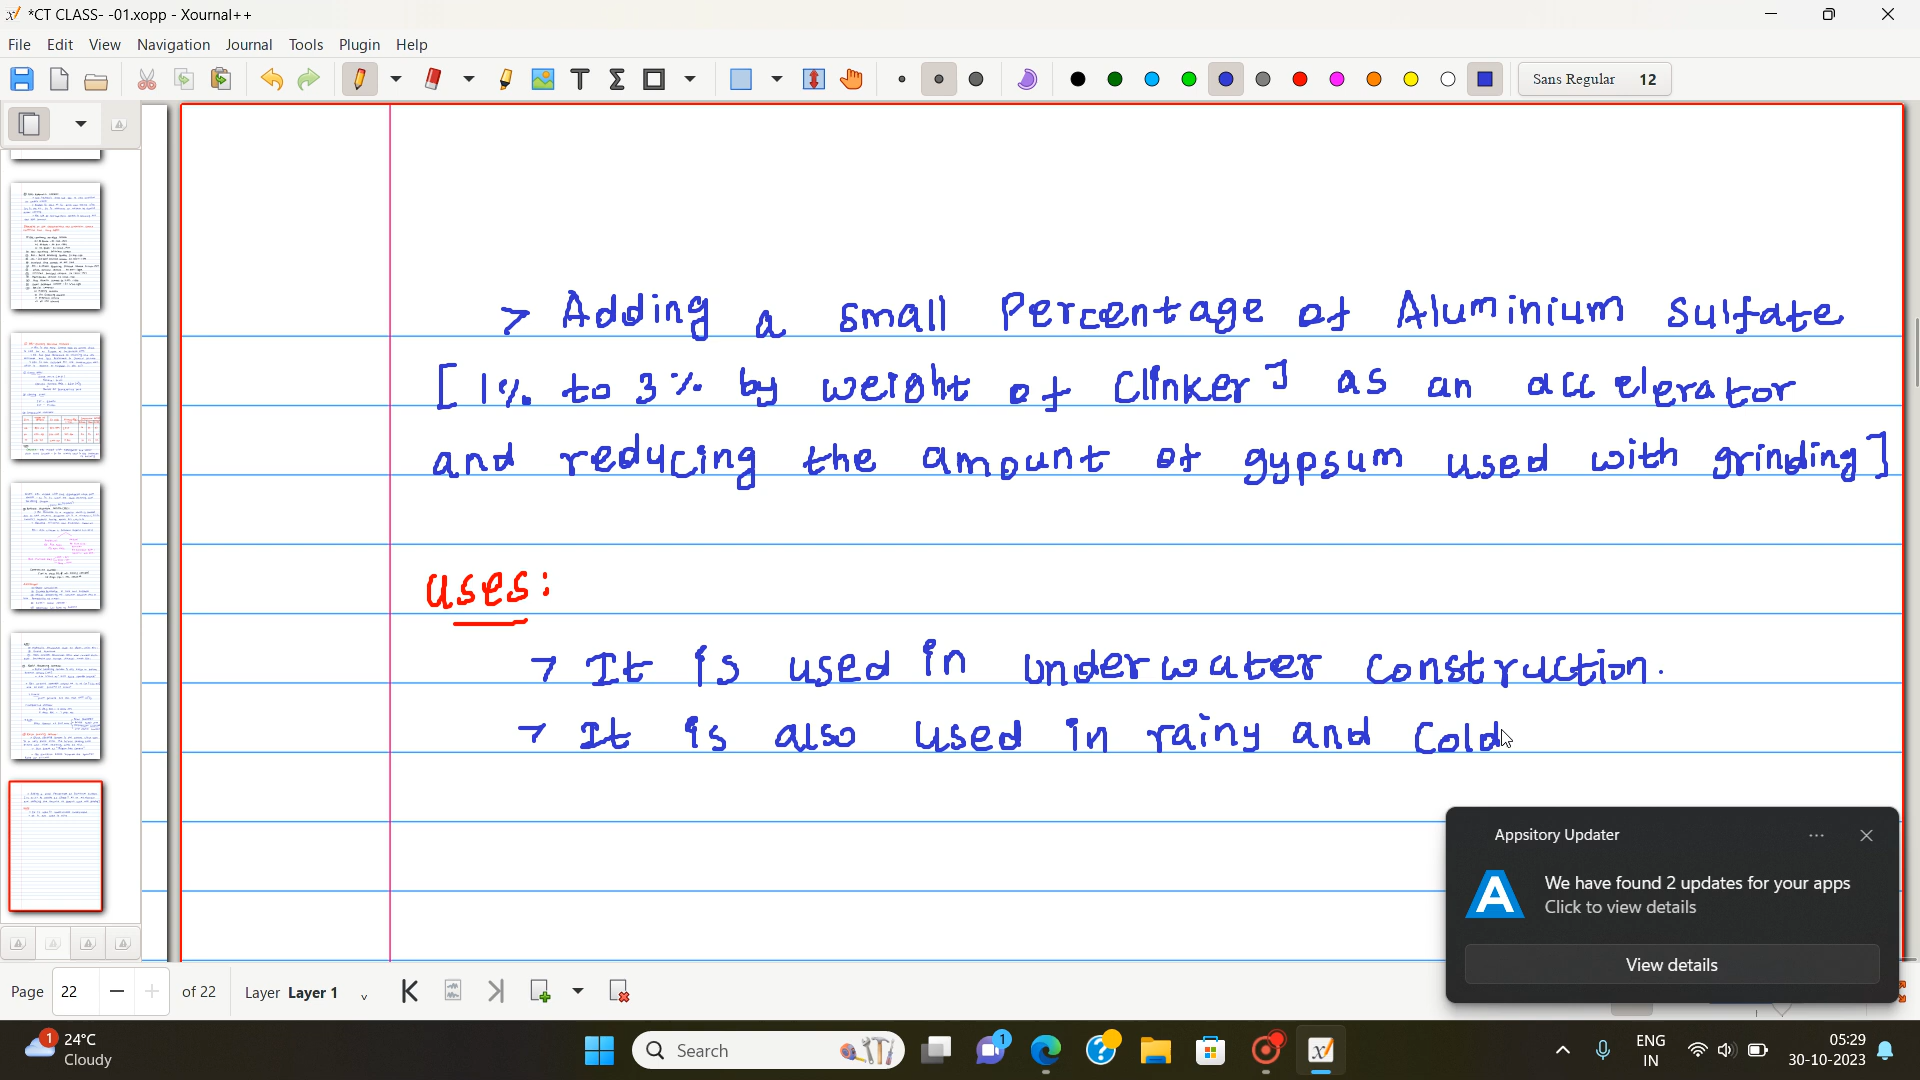 *CT CLASS- -01.xopp - Xournal++
File Edit View Navigation Journal Tools Plugin Help
Sans Regular 12
> Adding a small Percentage of Aluminium Sulfate
[1% to 3% by weight of Clinker] as an accelerator
and reducing the amount of gypsum used with grinding]
uses:
→ It is used in underwater construction.
→ It is also used in rainy and Cold
Appsitory Updater
We have found 2 updates for your apps
Click to view details
View details
Page 22 of 22 Layer Layer 1
1 24°C
Cloudy
Search
1
ENG
IN
05:29
30-10-2023